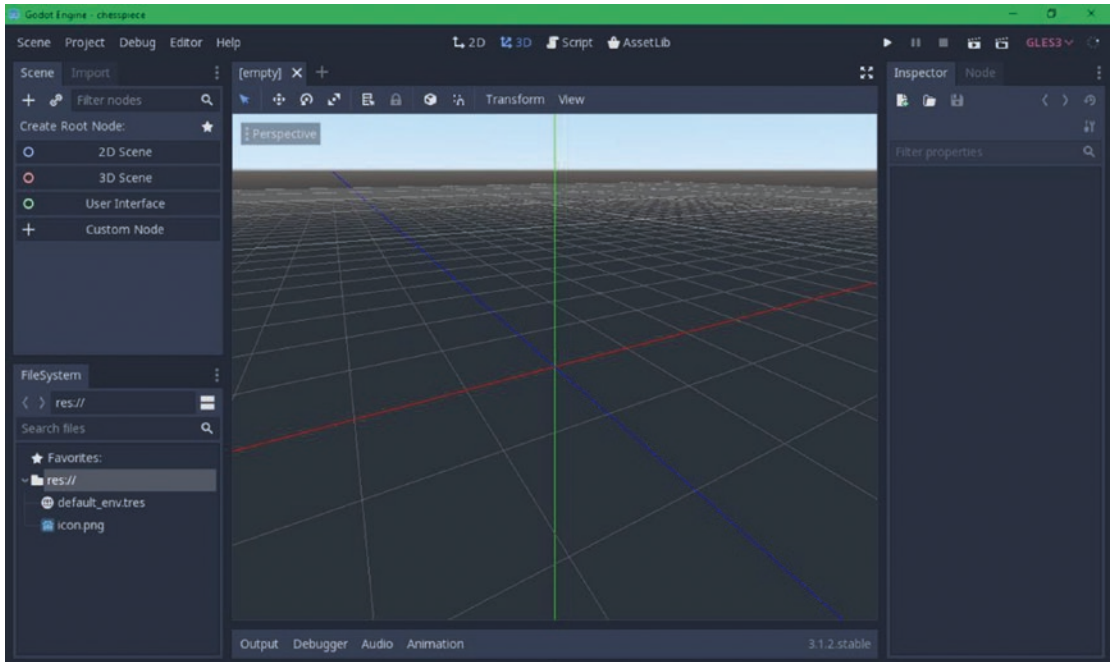 Godot Engine - chesspiece
Scene Project Debug Editor Help
2D 3D Script AssetLib
GLES3
Scene Import
Filter nodes
Create Root Node:
2D Scene
3D Scene
User Interface
Custom Node
FileSystem
res://
Search files
Favorites:
res://
default_env.tres
icon.png
[empty]
Transform View
Perspective
Output Debugger Audio Animation
3.1.2.stable
Inspector Node
Filter properties